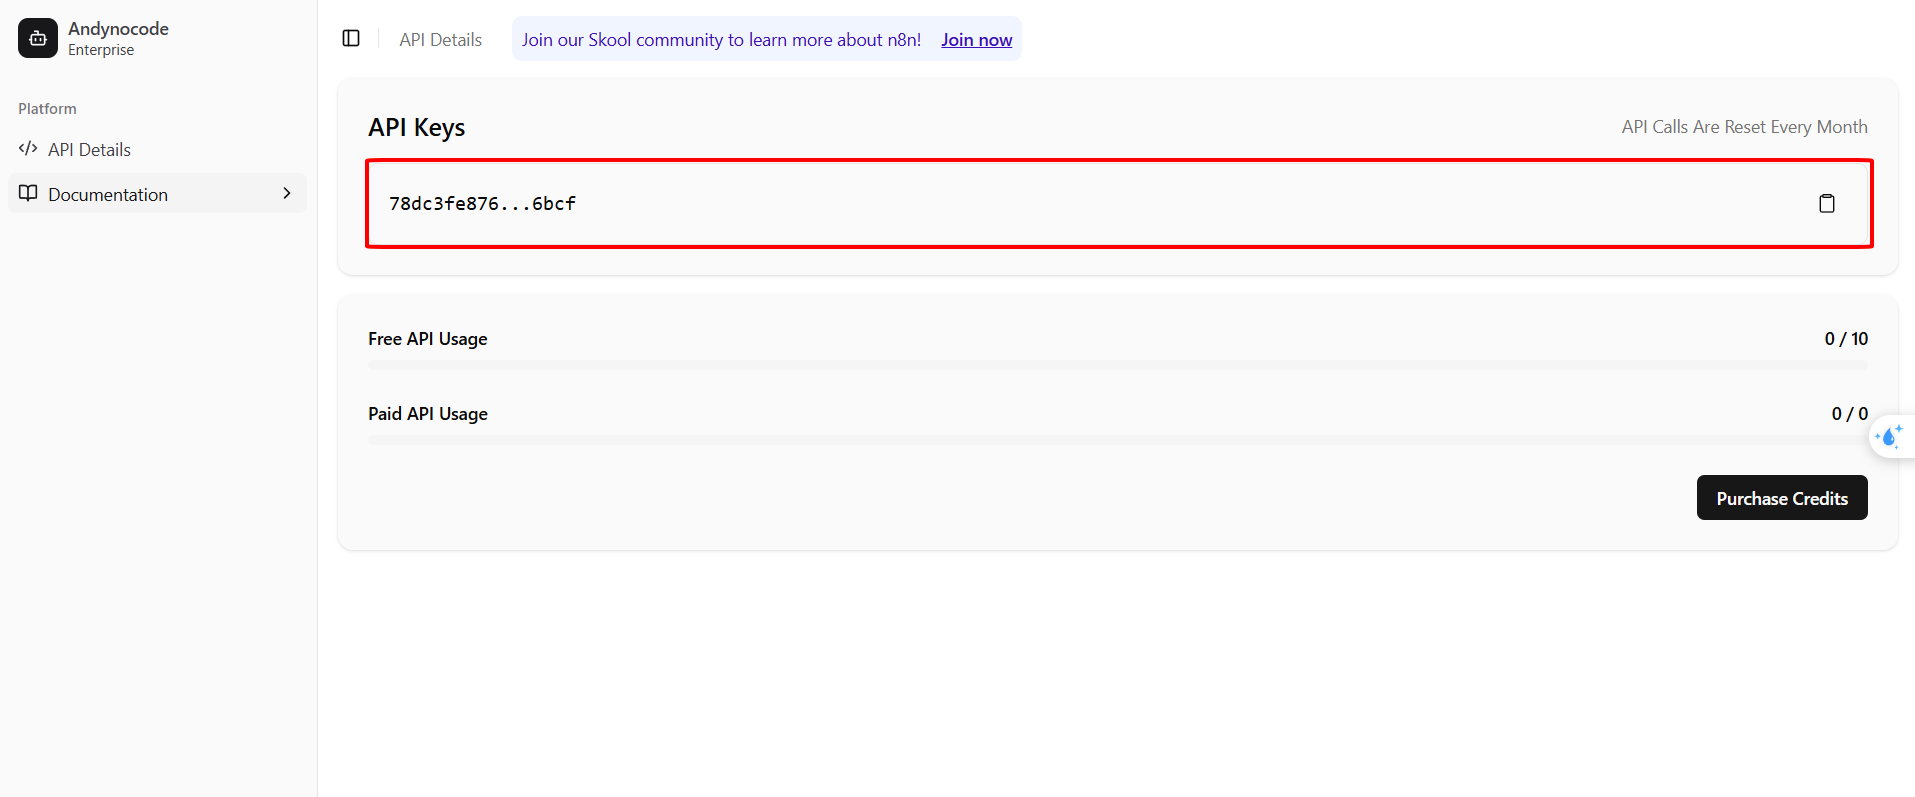 Andynocode
Enterprise
Platform
API Details
Documentation
API Details
Join our Skool community to learn more about n8n! Join now
API Keys
API Calls Are Reset Every Month
78dc3fe876...6bcf
Free API Usage
0 / 10
Paid API Usage
0 / 0
Purchase Credits